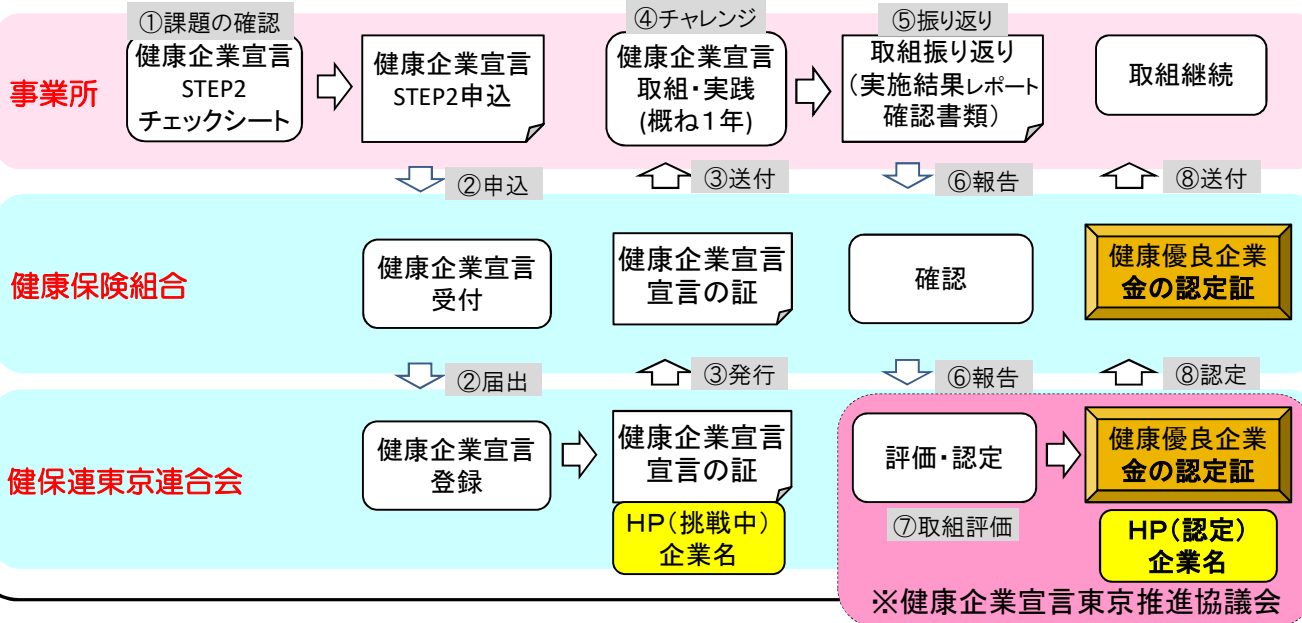 ①課題の確認
健康企業宣言
STEP2
チェックシート
健康企業宣言
STEP2申込
④チャレンジ
健康企業宣言
取組・実践
(概ね１年)
⑤振り返り
取組振り返り
（実施結果レポート
確認書類）
取組継続
事業所
②申込
③送付
⑥報告
⑧送付
健康保険組合
健康企業宣言
受付
健康企業宣言
宣言の証
確認
健康優良企業
金の認定証
②届出
③発行
⑥報告
⑧認定
健保連東京連合会
健康企業宣言
登録
健康企業宣言
宣言の証
HP（挑戦中）
企業名
評価・認定
⑦取組評価
健康優良企業
金の認定証
HP（認定）
企業名
※健康企業宣言東京推進協議会